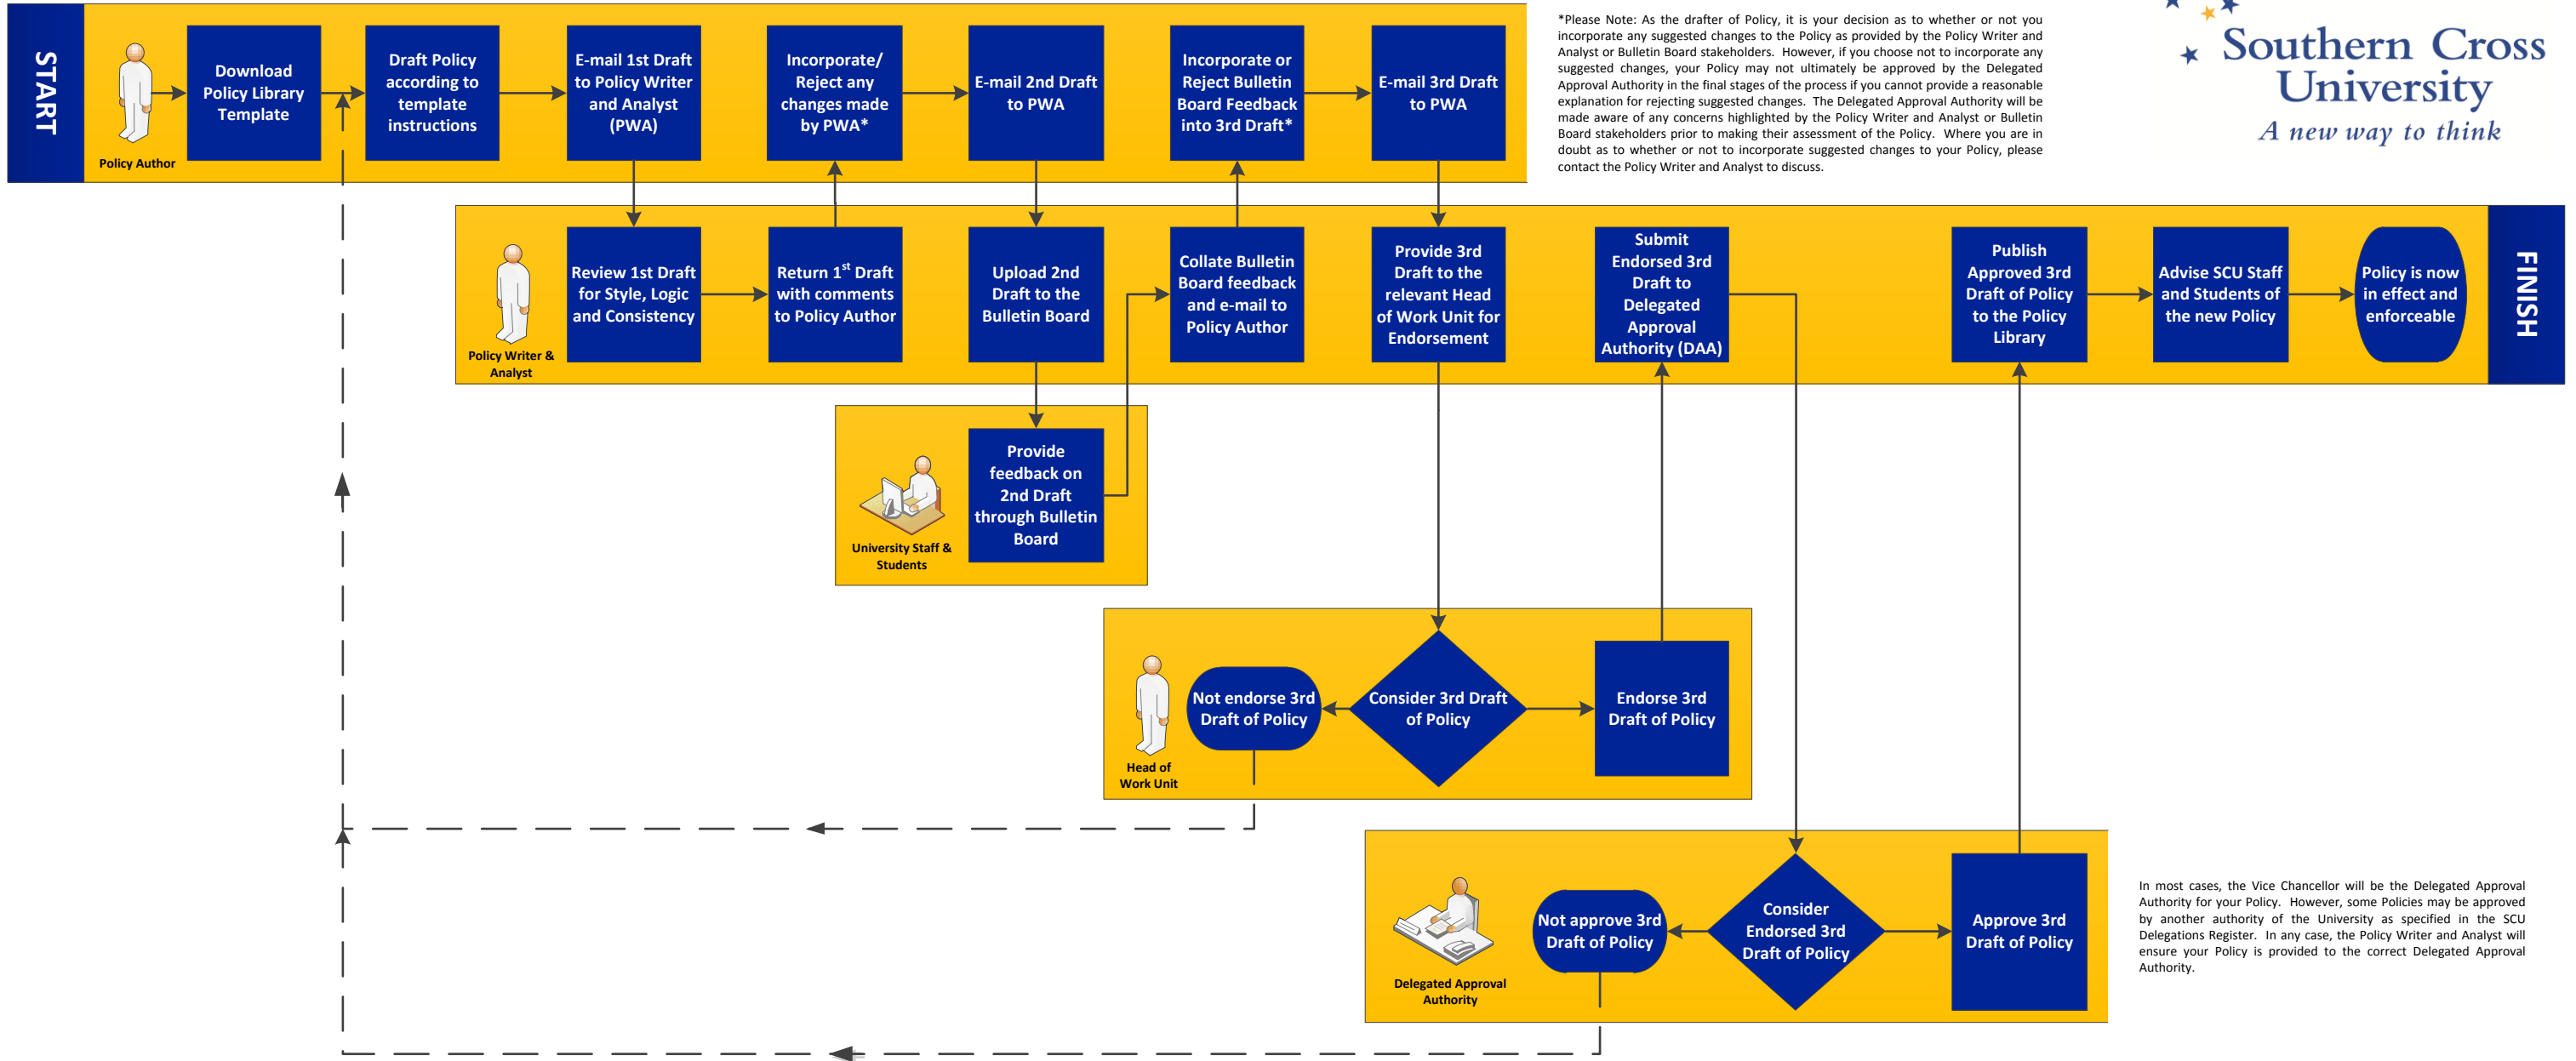 START
Policy Author
Download
Policy Library
Template
Draft Policy
according to
template
instructions
E-mail 1st Draft
to Policy Writer
and Analyst
(PWA)
Incorporate/
Reject any
changes made
by PWA*
E-mail 2nd Draft
to PWA
Incorporate or
Reject Bulletin
Board Feedback
into 3rd Draft*
E-mail 3rd Draft
to PWA
*Please Note: As the drafter of Policy, it is your decision as to whether or not you
incorporate any suggested changes to the Policy as provided by the Policy Writer and
Analyst or Bulletin Board stakeholders. However, if you choose not to incorporate any
suggested changes, your Policy may not ultimately be approved by the Delegated
Approval Authority in the final stages of the process if you cannot provide a reasonable
explanation for rejecting suggested changes. The Delegated Approval Authority will be
made aware of any concerns highlighted by the Policy Writer and Analyst or Bulletin
Board stakeholders prior to making their assessment of the Policy. Where you are in
doubt as to whether or not to incorporate suggested changes to your Policy, please
contact the Policy Writer and Analyst to discuss.
Southern Cross
University
A new way to think
Policy Writer &
Analyst
Review 1st Draft
for Style, Logic
and Consistency
Return 1st Draft
with comments
to Policy Author
Upload 2nd
Draft to the
Bulletin Board
Collate Bulletin
Board feedback
and e-mail to
Policy Author
Provide 3rd
Draft to the
relevant Head
of Work Unit for
Endorsement
Submit
Endorsed 3rd
Draft to
Delegated
Approval
Authority (DAA)
Publish
Approved 3rd
Draft of Policy
to the Policy
Library
Advise SCU Staff
and Students of
the new Policy
Policy is now
in effect and
enforceable
FINISH
University Staff &
Students
Provide
feedback on
2nd Draft
through Bulletin
Board
Head of
Work Unit
Not endorse 3rd
Draft of Policy
Consider 3rd Draft
of Policy
Endorse 3rd
Draft of Policy
Delegated Approval
Authority
Not approve 3rd
Draft of Policy
Consider
Endorsed 3rd
Draft of Policy
Approve 3rd
Draft of Policy
In most cases, the Vice Chancellor will be the Delegated Approval
Authority for your Policy. However, some Policies may be approved
by another authority of the University as specified in the SCU
Delegations Register. In any case, the Policy Writer and Analyst will
ensure your Policy is provided to the correct Delegated Approval
Authority.